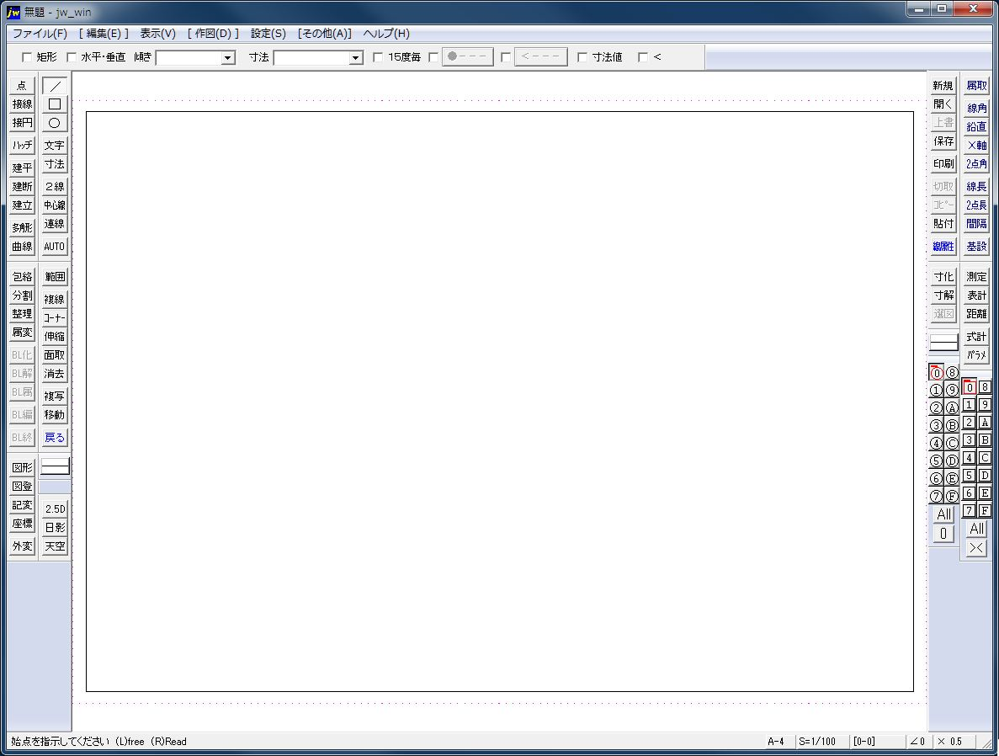 無題 - jw_win
ファイル(F) [ 編集(E) ] 表示(V) [ 作図(D) ] 設定(S) [その他(A)] ヘルプ(H)
矩形 水平・垂直 傾き 寸法 15度毎 ●--- <--- 寸法値 <
点
接線
接円
ハッチ
建平
建断
建立
多角形
曲線
包絡
分割
整理
属変
BL化
BL解
BL属
BL編
BL終
図形
図登
記変
座標
外変
／
□
○
文字
寸法
2線
中心線
連線
AUTO
範囲
複線
コーナー
伸縮
面取
消去
複写
移動
戻る
2.5D
日影
天空
新規
開く
上書
保存
印刷
切取
コピー
貼付
線属性
寸化
寸解
選図
0 8
1 9
2 A
3 B
4 C
5 D
6 E
7 F
All
0
属取
線角
鉛直
X軸
2点角
線長
2点長
間隔
基設
測定
表計
距離
式計
パラメ
0 8
1 9
2 A
3 B
4 C
5 D
6 E
7 F
All
×
始点を指示してください (L)free (R)Read
A-4 S=1/100 [0-0] ∠0 × 0.5